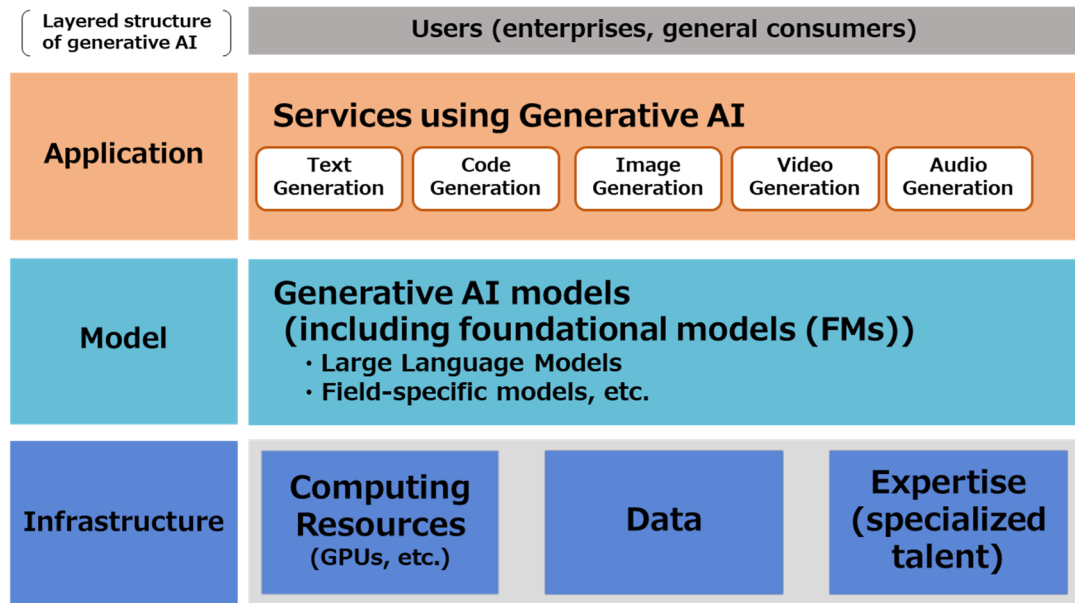 Layered structure
of generative AI
Users (enterprises, general consumers)
Application
Services using Generative AI
Text
Generation
Code
Generation
Image
Generation
Video
Generation
Audio
Generation
Model
Generative AI models
(including foundational models (FMs))
・Large Language Models
・Field-specific models, etc.
Infrastructure
Computing
Resources
(GPUs, etc.)
Data
Expertise
(specialized
talent)